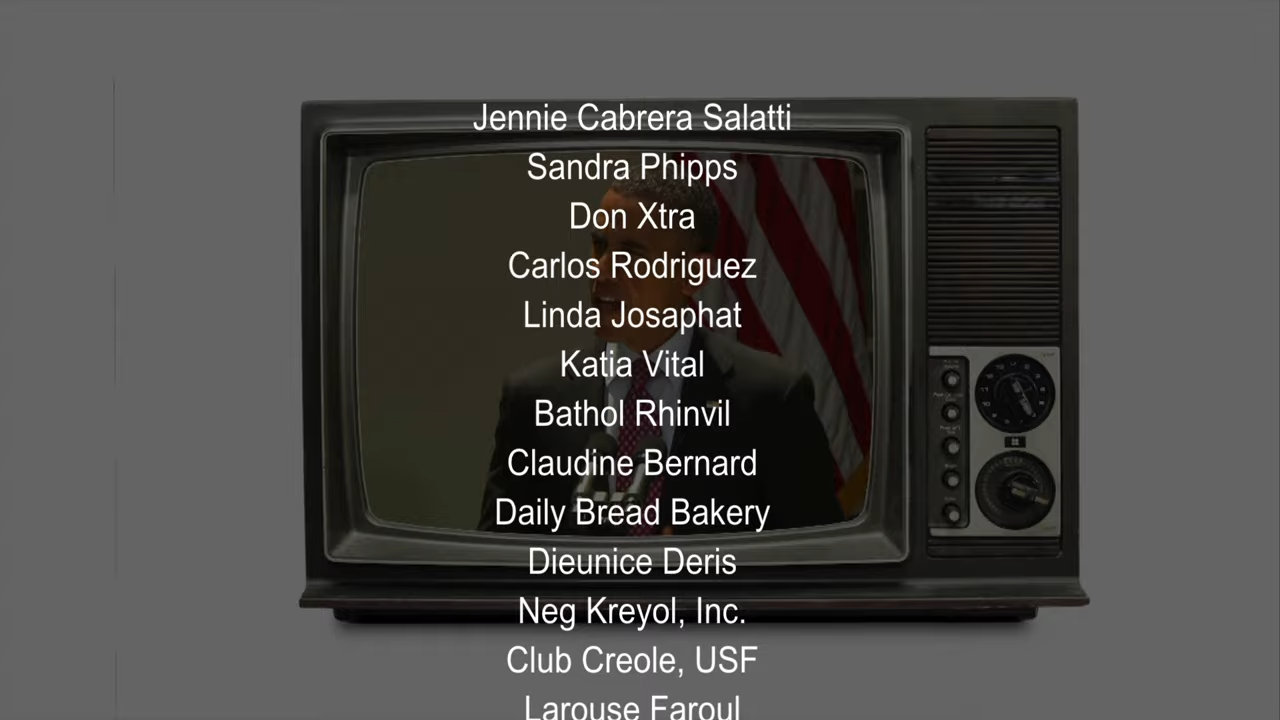 Jennie Cabrera Salatti
Sandra Phipps
Don Xtra
Carlos Rodriguez
Linda Josaphat
Katia Vital
Bathol Rhinvil
Claudine Bernard
Daily Bread Bakery
Dieunice Deris
Neg Kreyol, Inc.
Club Creole, USF
Larouse Faroul